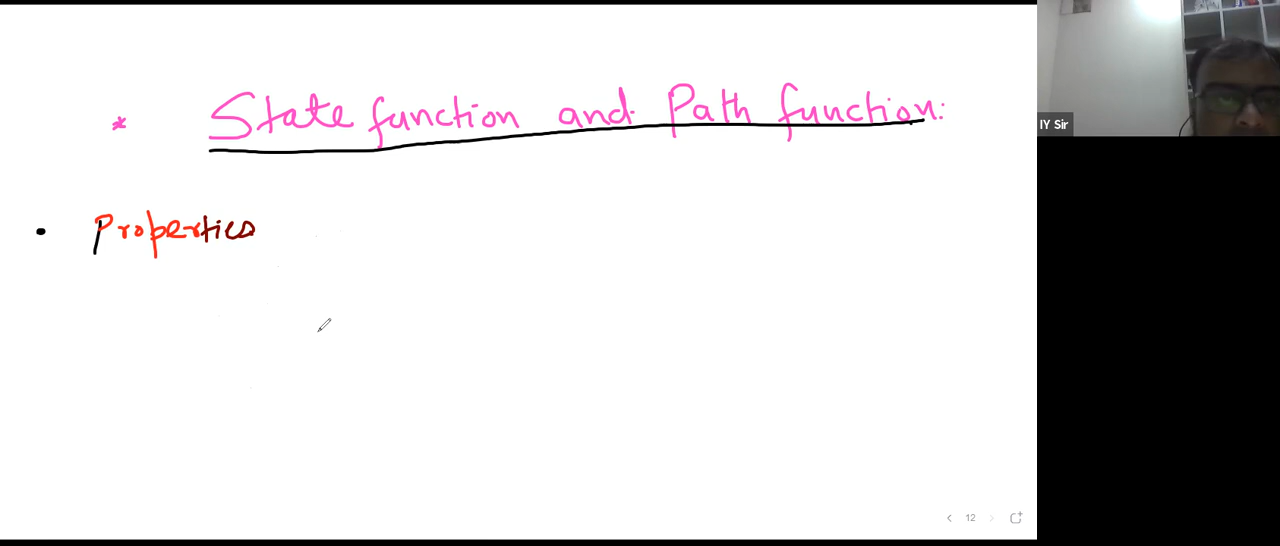 * State function and Path function:
• Properties
IY Sir
12